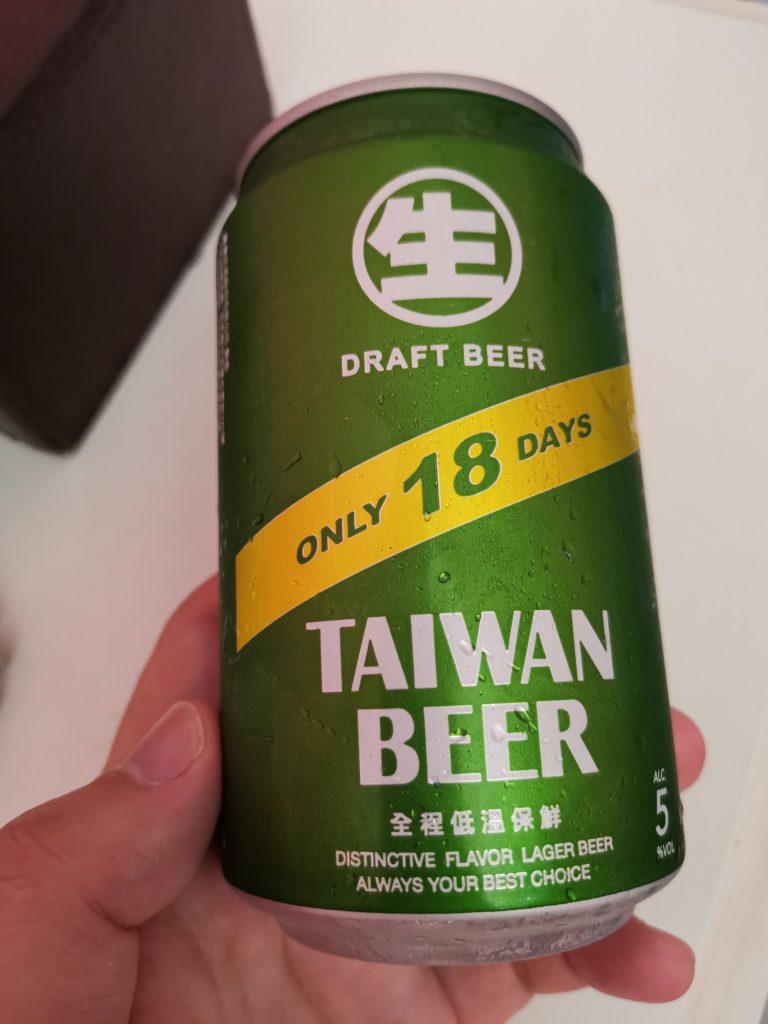 生
DRAFT BEER
ONLY 18 DAYS
TAIWAN
BEER
全程低溫保鮮
DISTINCTIVE FLAVOR LAGER BEER
ALWAYS YOUR BEST CHOICE
ALC.
5
%VOL